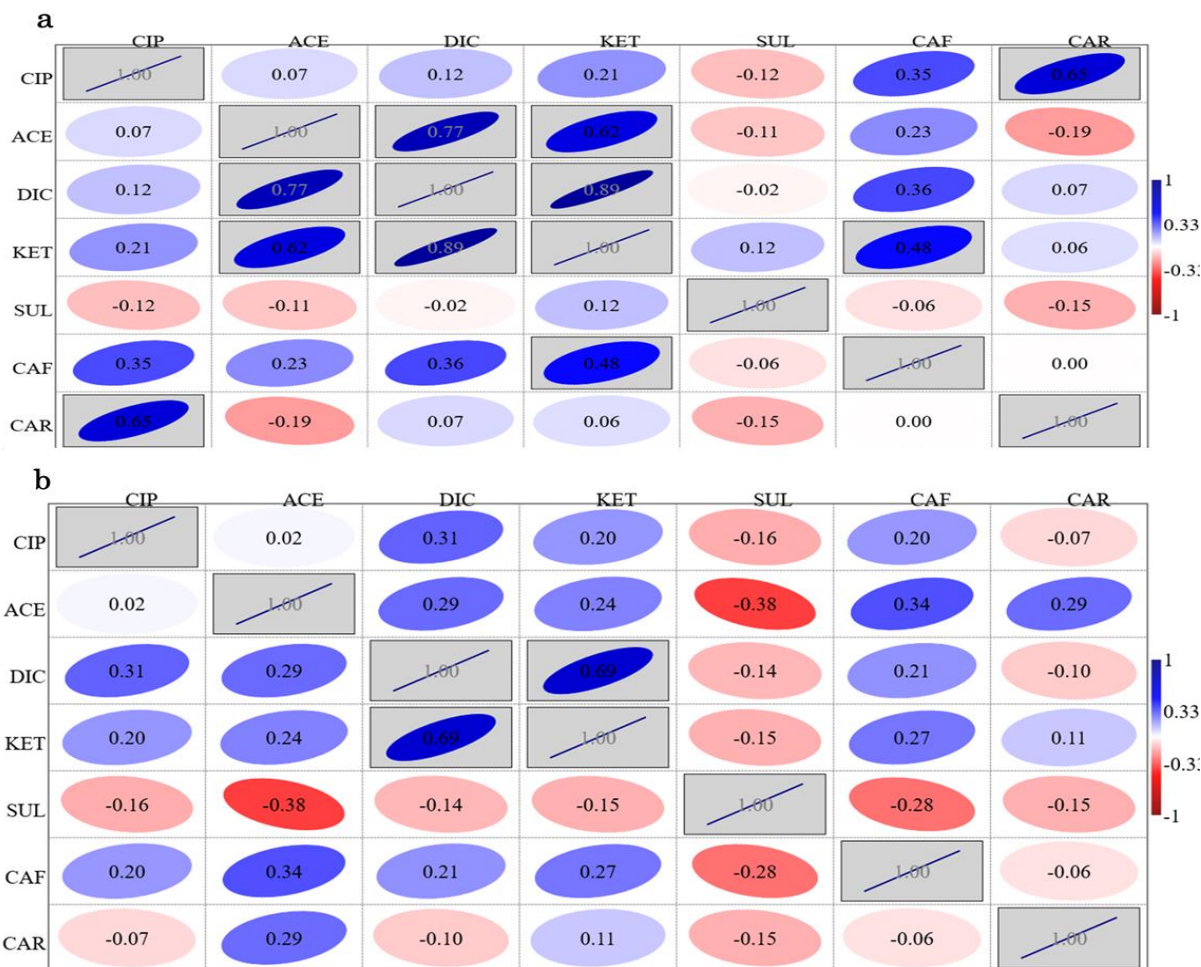 a
CIP ACE DIC KET SUL CAF CAR
CIP 1.00 0.07 0.12 0.21 -0.12 0.35 0.65
ACE 0.07 1.00 0.77 0.62 -0.11 0.23 -0.19
DIC 0.12 0.77 1.00 0.89 -0.02 0.36 0.07
KET 0.21 0.62 0.89 1.00 0.12 0.48 0.06
SUL -0.12 -0.11 -0.02 0.12 1.00 -0.06 -0.15
CAF 0.35 0.23 0.36 0.48 -0.06 1.00 0.00
CAR 0.65 -0.19 0.07 0.06 -0.15 0.00 1.00
1
0.33
-0.33
-1
b
CIP ACE DIC KET SUL CAF CAR
CIP 1.00 0.02 0.31 0.20 -0.16 0.20 -0.07
ACE 0.02 1.00 0.29 0.24 -0.38 0.34 0.29
DIC 0.31 0.29 1.00 0.69 -0.14 0.21 -0.10
KET 0.20 0.24 0.69 1.00 -0.15 0.27 0.11
SUL -0.16 -0.38 -0.14 -0.15 1.00 -0.28 -0.15
CAF 0.20 0.34 0.21 0.27 -0.28 1.00 -0.06
CAR -0.07 0.29 -0.10 0.11 -0.15 -0.06 1.00
1
0.33
-0.33
-1